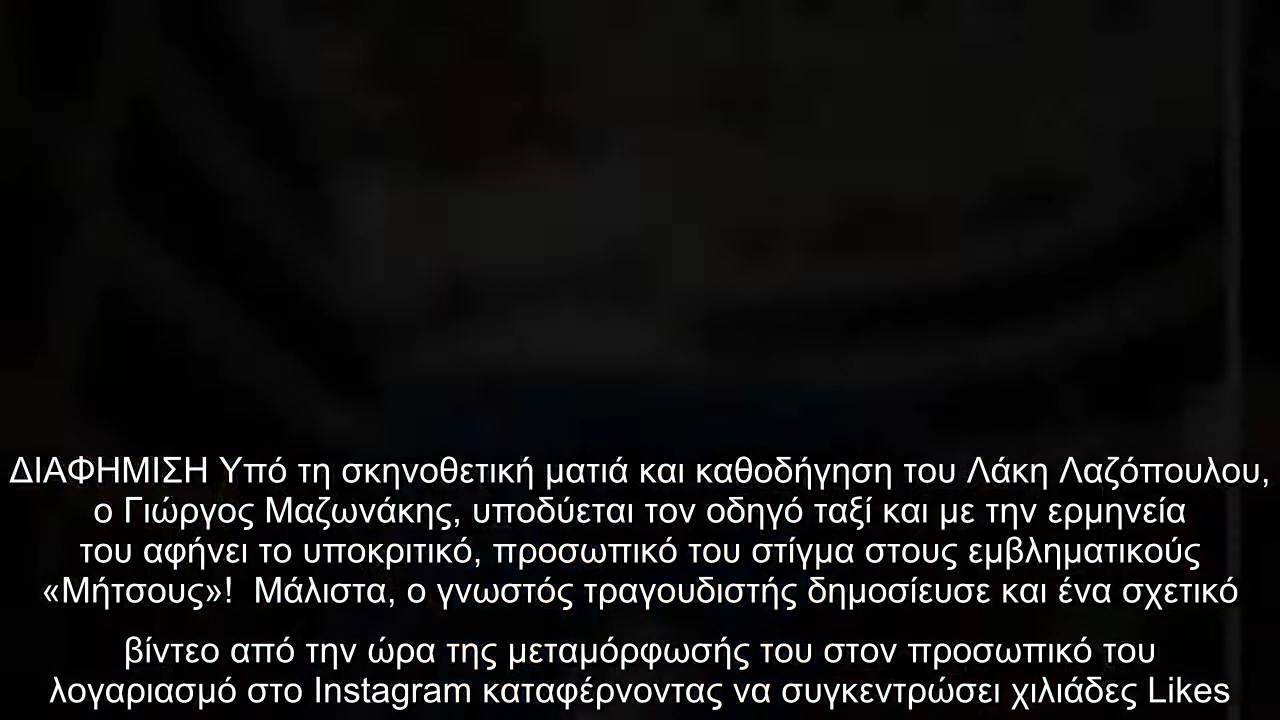 ΔΙΑΦΗΜΙΣΗ Υπό τη σκηνοθετική ματιά και καθοδήγηση του Λάκη Λαζόπουλου,
ο Γιώργος Μαζωνάκης, υποδύεται τον οδηγό ταξί και με την ερμηνεία
του αφήνει το υποκριτικό, προσωπικό του στίγμα στους εμβληματικούς
«Μήτσους»!  Μάλιστα, ο γνωστός τραγουδιστής δημοσίευσε και ένα σχετικό
βίντεο από την ώρα της μεταμόρφωσής του στον προσωπικό του
λογαριασμό στο Instagram καταφέρνοντας να συγκεντρώσει χιλιάδες Likes